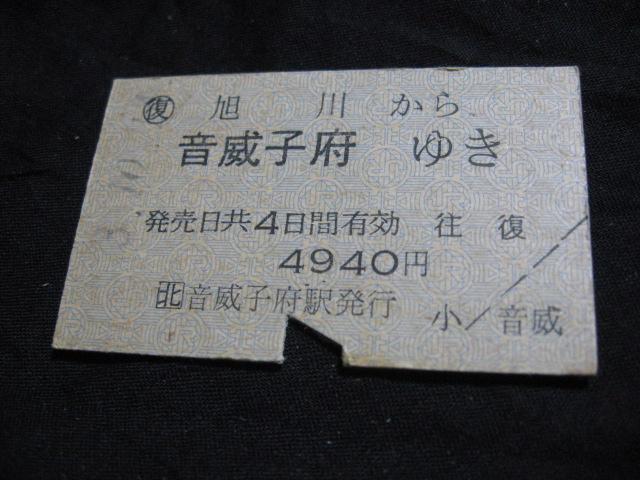 ㊝ 旭 川 から
音威子府 ゆき
発売日共4日間有効 往 復
4940円
北 音威子府駅発行
小 音威